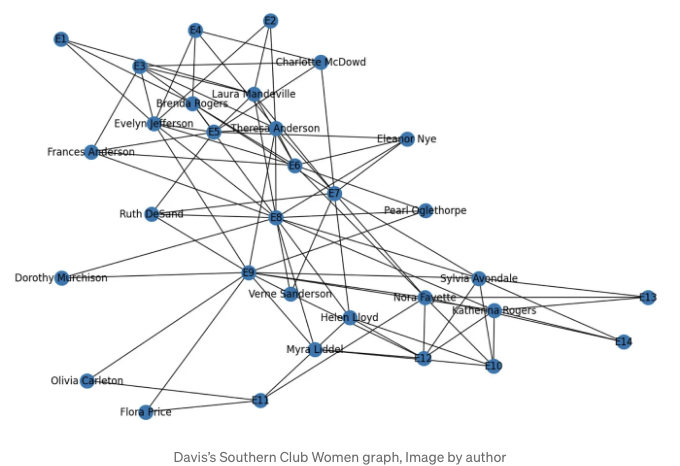 E2
E4
E1
Charlotte McDowd
E3
Laura Mandeville
Brenda Rogers
Evelyn Jefferson
Theresa Anderson
E5
Eleanor Nye
Frances Anderson
E6
E7
Pearl Oglethorpe
Ruth DeSand
E8
E9
Dorothy Murchison
Sylvia Avondale
Verne Sanderson
Nora Fayette
E13
Katherina Rogers
Helen Lloyd
E14
Myra Liddel
E12
E10
Olivia Carleton
E11
Flora Price
Davis's Southern Club Women graph, Image by author